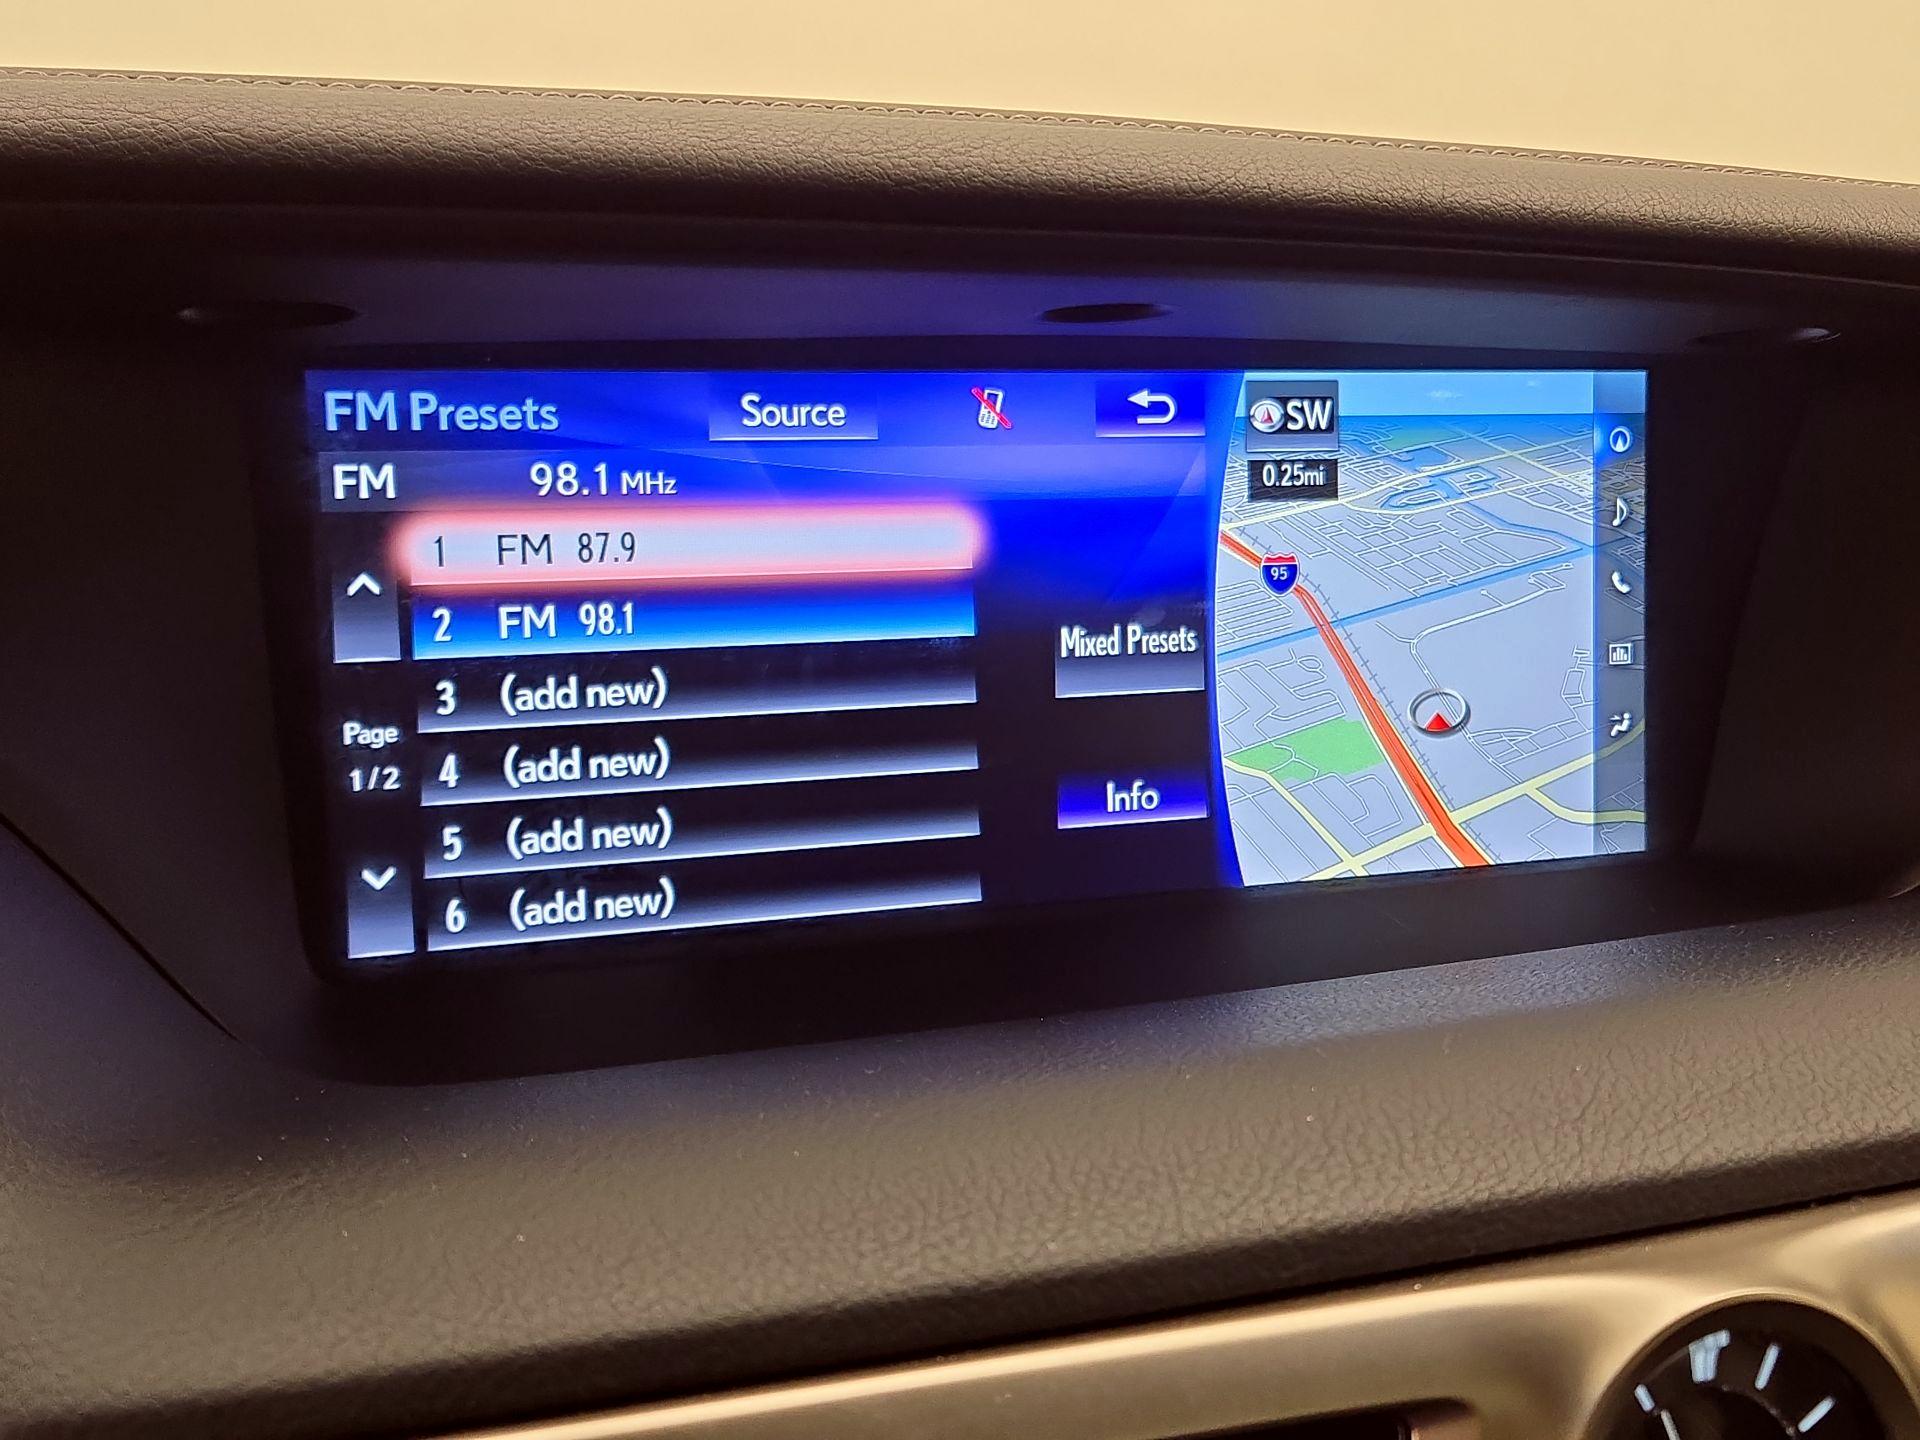 FM Presets Source
FM 98.1 MHz
1 FM 87.9
2 FM 98.1
3 (add new)
4 (add new)
5 (add new)
6 (add new)
Page
1/2
Mixed Presets
Info
SW
0.25mi
95